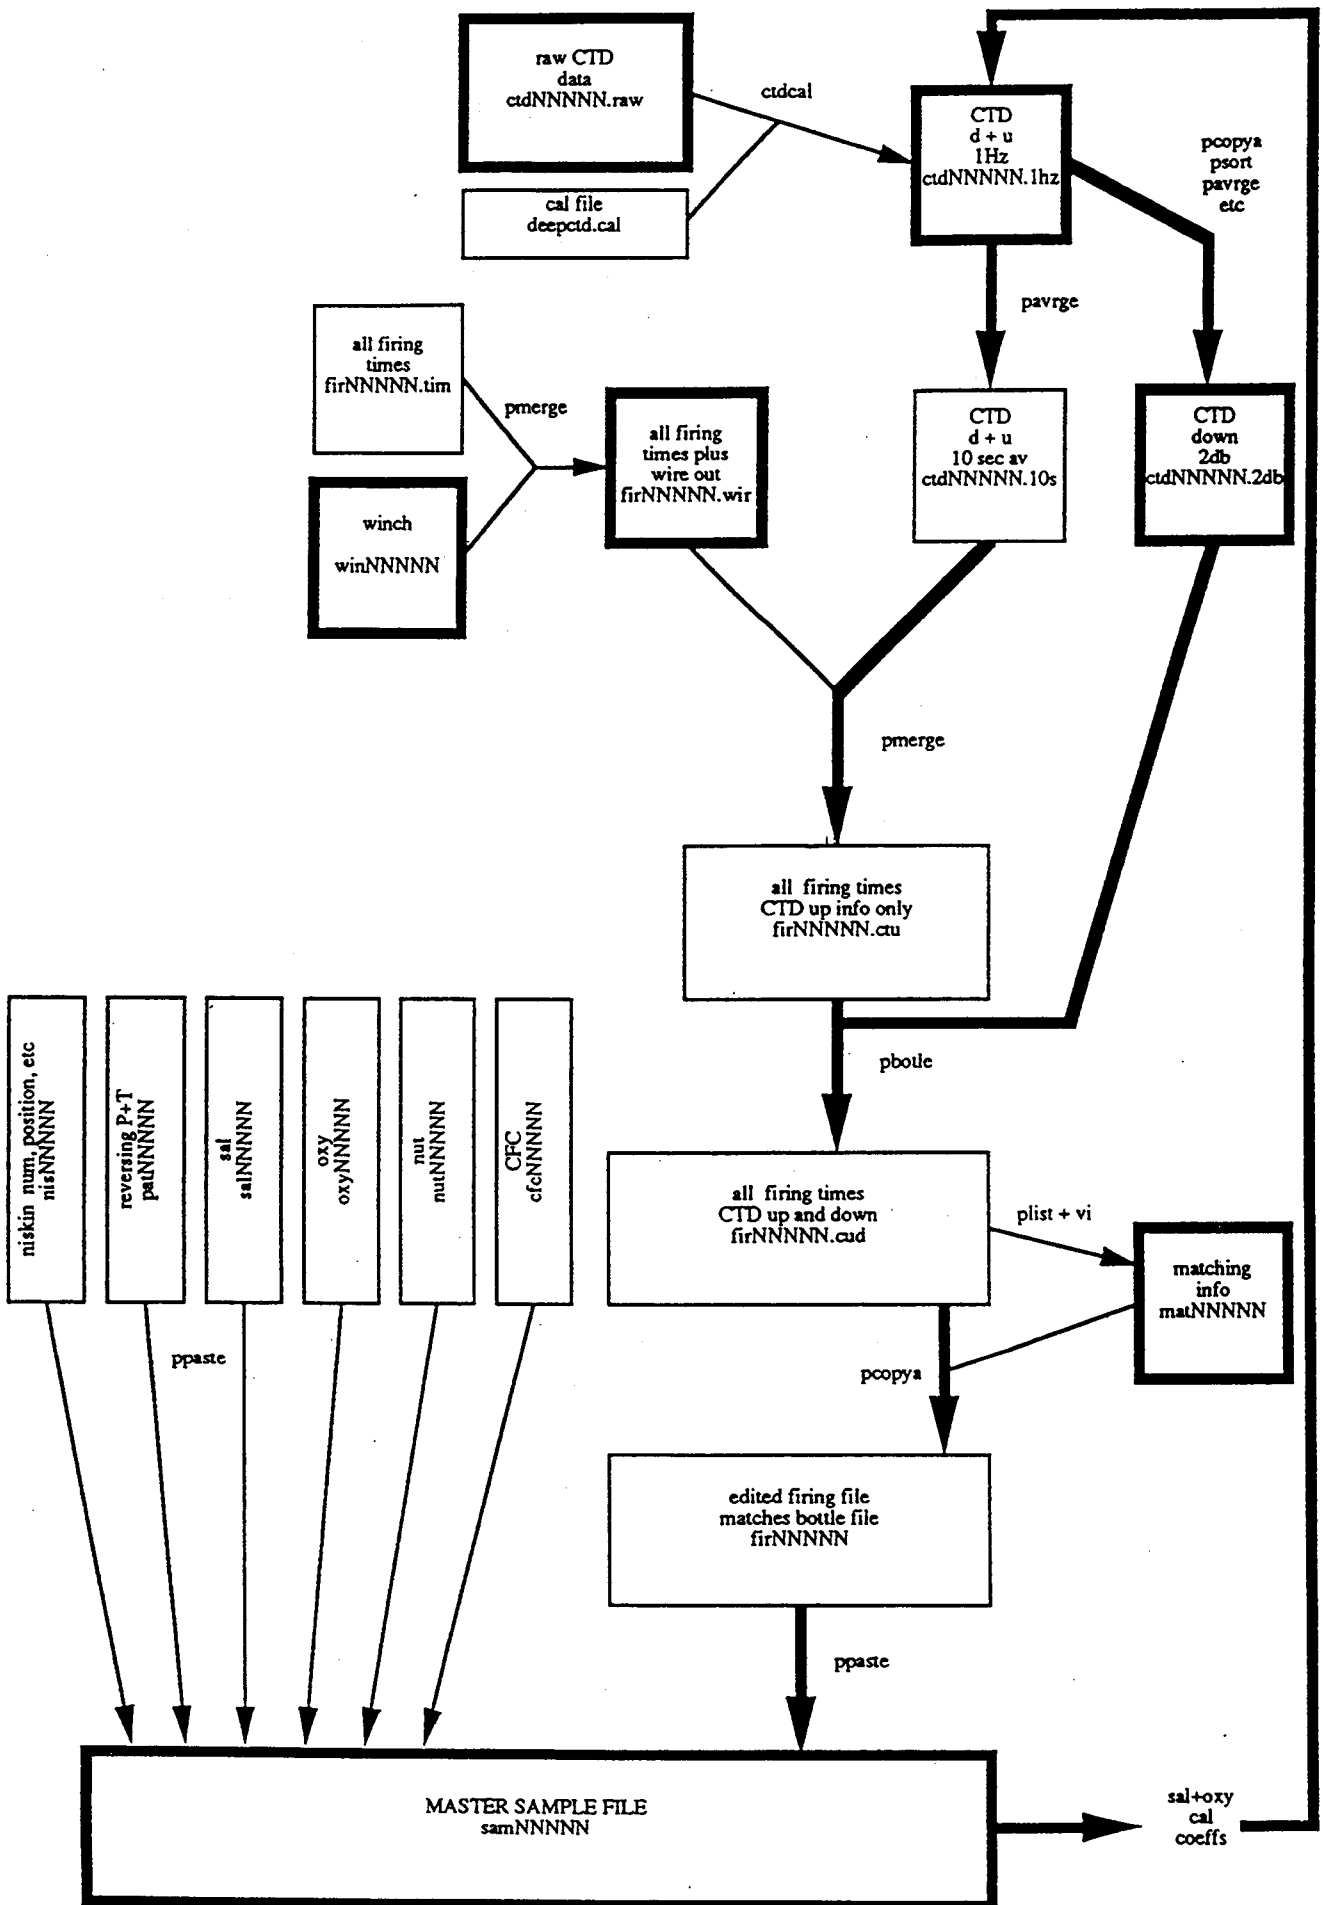 raw CTD
data
ctdNNNNN.raw
ctdcal
cal file
deepctd.cal
CTD
d + u
1Hz
ctdNNNNN.1hz
pcopya
psort
pavrge
etc
pavrge
all firing
times
firNNNNN.tim
pmerge
winch
winNNNNN
all firing
times plus
wire out
firNNNNN.wir
CTD
d + u
10 sec av
ctdNNNNN.10s
CTD
down
2db
ctdNNNNN.2db
pmerge
all firing times
CTD up info only
firNNNNN.ctu
pbotle
niskin num, position, etc
nisNNNNN
reversing P+T
patNNNNN
sal
salNNNNN
oxy
oxyNNNNN
nut
nutNNNNN
CFC
cfcNNNNN
all firing times
CTD up and down
firNNNNN.cud
plist + vi
matching
info
matNNNNN
ppaste
pcopya
edited firing file
matches bottle file
firNNNNN
ppaste
MASTER SAMPLE FILE
samNNNNN
sal+oxy
cal
coeffs